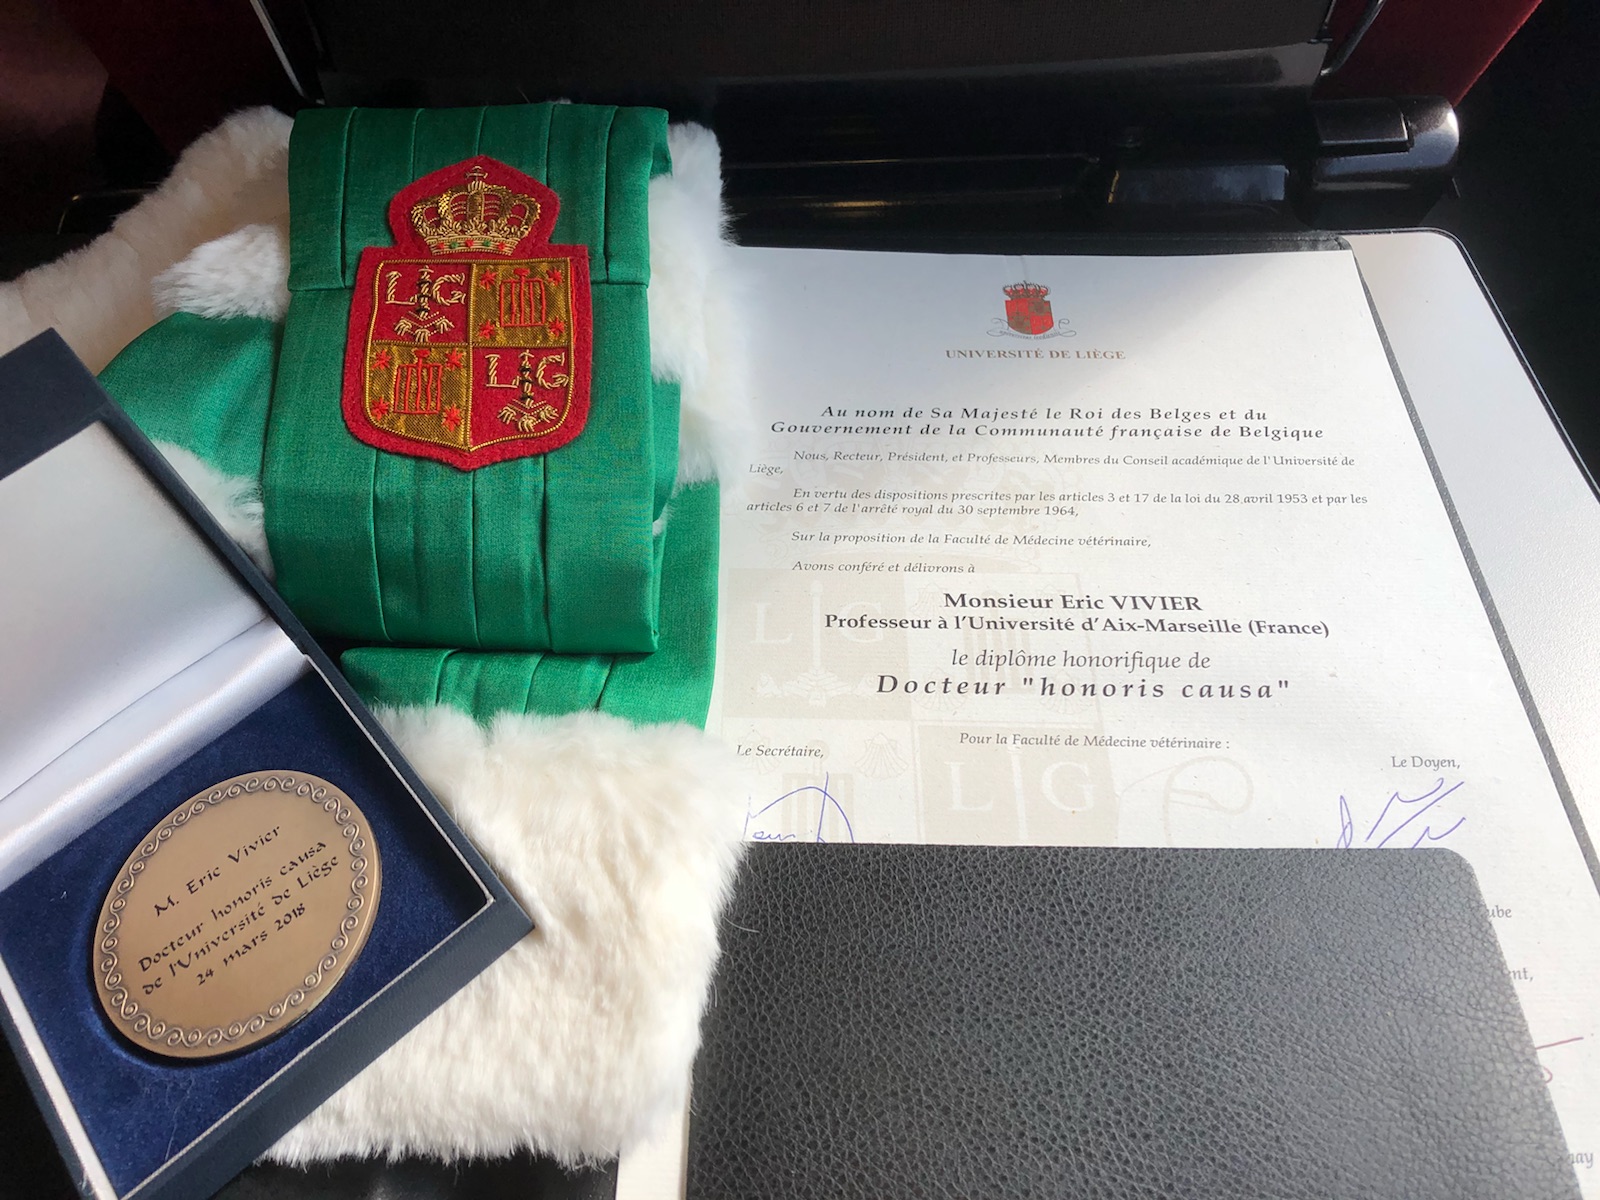 LG
LG
UNIVERSITÉ DE LIÈGE
Au nom de Sa Majesté le Roi des Belges et du
Gouvernement de la Communauté française de Belgique
Nous, Recteur, Président, et Professeurs, Membres du Conseil académique de l'Université de
Liège,
En vertu des dispositions prescrites par les articles 3 et 17 de la loi du 28 avril 1953 et par les
articles 6 et 7 de l'arrêté royal du 30 septembre 1964,
Sur la proposition de la Faculté de Médecine vétérinaire,
Avons conféré et délivrons à
Monsieur Eric VIVIER
Professeur à l'Université d'Aix-Marseille (France)
le diplôme honorifique de
Docteur "honoris causa"
Pour la Faculté de Médecine vétérinaire :
Le Secrétaire,
Le Doyen,
L G
L G
M. Eric Vivier
Docteur honoris causa
de l'Université de Liège
24 mars 2018